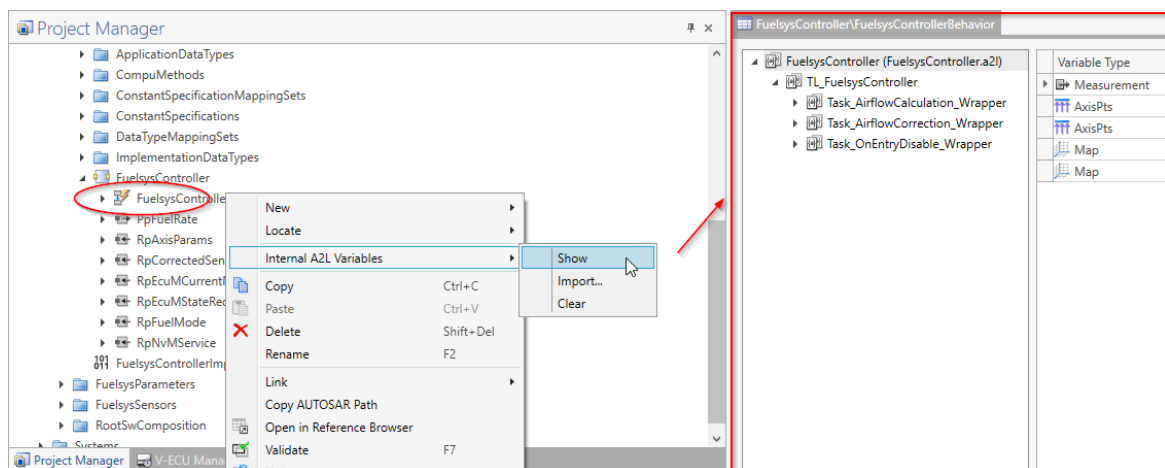 Project Manager
ApplicationDataTypes
CompuMethods
ConstantSpecificationMappingSets
ConstantSpecifications
DataTypeMappingSets
ImplementationDataTypes
FuelsysController
FuelsysControlle
PpFuelRate
RpAxisParams
RpCorrectedSen
RpEcuMCurrent
RpEcuMStateRec
RpFuelMode
RpNvMService
FuelsysControllerIm
FuelsysParameters
FuelsysSensors
RootSwComposition
Systems
Project Manager
V-ECU Mana
New
Locate
Internal A2L Variables
Copy Ctrl+C
Paste Ctrl+V
Delete Shift+Del
Rename F2
Link
Copy AUTOSAR Path
Open in Reference Browser
Validate F7
Show
Import...
Clear
FuelsysController\FuelsysControllerBehavior
FuelsysController (FuelsysController.a2l)
TL_FuelsysController
Task_AirflowCalculation_Wrapper
Task_AirflowCorrection_Wrapper
Task_OnEntryDisable_Wrapper
Variable Type
Measurement
AxisPts
AxisPts
Map
Map